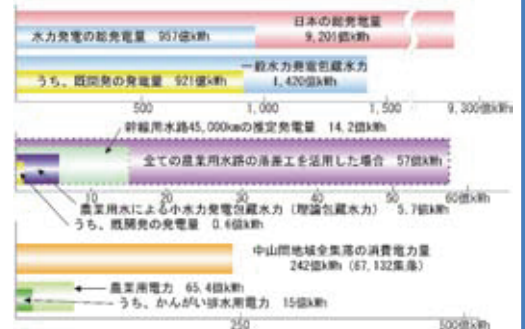 日本の総発電量
水力発電の総発電量 957億kWh
9,201億kWh
一般水力発電包蔵水力
うち、既開発の発電量 921億kWh
1,420億kWh
500
1,000
1,500
9,300億kWh
幹線用水路45,000kmの推定発電量 14.2億kWh
全ての農業用水路の落差工を活用した場合 57億kWh
10
20
30
40
50
60億kWh
農業用水による小水力発電包蔵水力（理論包蔵水力） 5.7億kWh
うち、既開発の発電量 0.6億kWh
中山間地域全集落の消費電力量
242億kWh（67,132集落）
農業用電力 65.4億kWh
うち、かんがい排水用電力 15億kWh
250
500億kWh